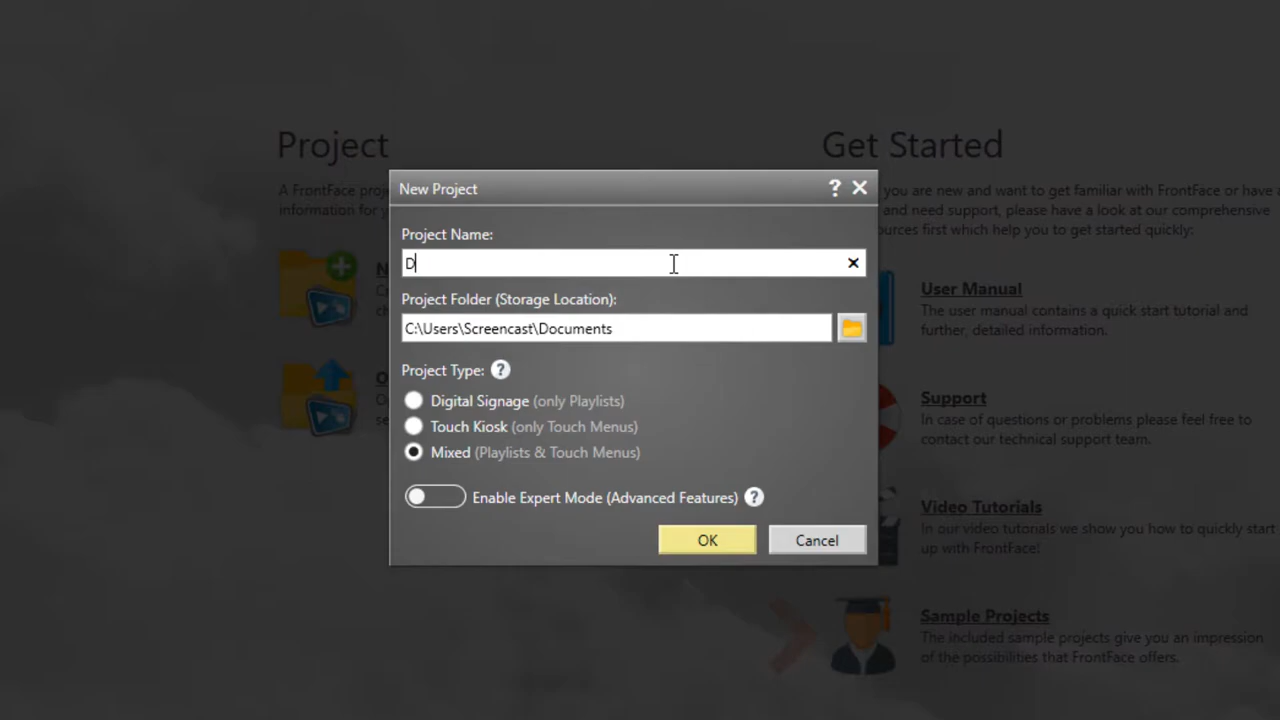 Project
Get Started
A FrontFace proj
information for y
you are new and want to get familiar with FrontFace or have
and need support, please have a look at our comprehensive
ources first which help you to get started quickly:
New Project
?
Project Name:
D
Project Folder (Storage Location):
C:\Users\Screencast\Documents
Project Type: ?
Digital Signage (only Playlists)
Touch Kiosk (only Touch Menus)
Mixed (Playlists & Touch Menus)
Enable Expert Mode (Advanced Features) ?
OK
Cancel
User Manual
The user manual contains a quick start tutorial and
further, detailed information.
Support
In case of questions or problems please feel free to
contact our technical support team.
Video Tutorials
In our video tutorials we show you how to quickly start
up with FrontFace!
Sample Projects
The included sample projects give you an impression
of the possibilities that FrontFace offers.